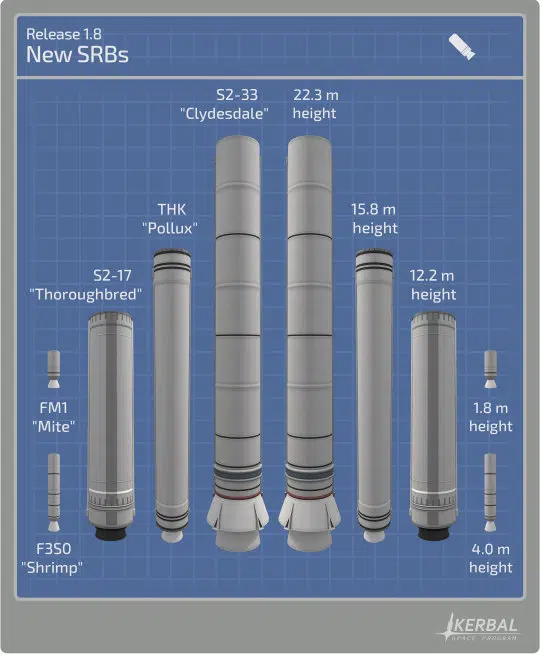 Release 1.8
New SRBs
S2-33
"Clydesdale"
22.3 m
height
THK
"Pollux"
15.8 m
height
S2-17
"Thoroughbred"
12.2 m
height
FM1
"Mite"
1.8 m
height
F3S0
"Shrimp"
4.0 m
height
KERBAL
SPACE PROGRAM